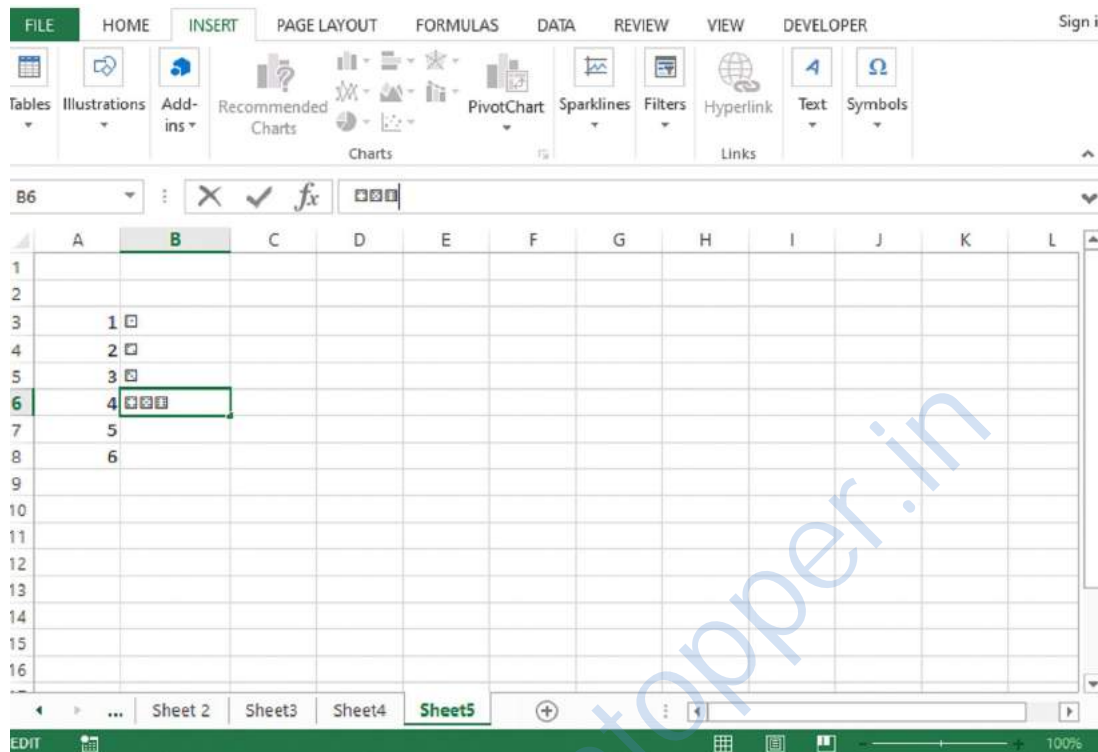 FILE HOME INSERT PAGE LAYOUT FORMULAS DATA REVIEW VIEW DEVELOPER Sign i
Tables Illustrations Add-ins Recommended Charts PivotChart Sparklines Filters Hyperlink Text Symbols
Charts Links
B6 fx ⚃⚄⚅
A B C D E F G H I J K L
1
2
3 1 ⚀
4 2 ⚁
5 3 ⚂
6 4 ⚃⚄⚅
7 5
8 6
9
10
11
12
13
14
15
16
... Sheet 2 Sheet3 Sheet4 Sheet5
EDIT 100%